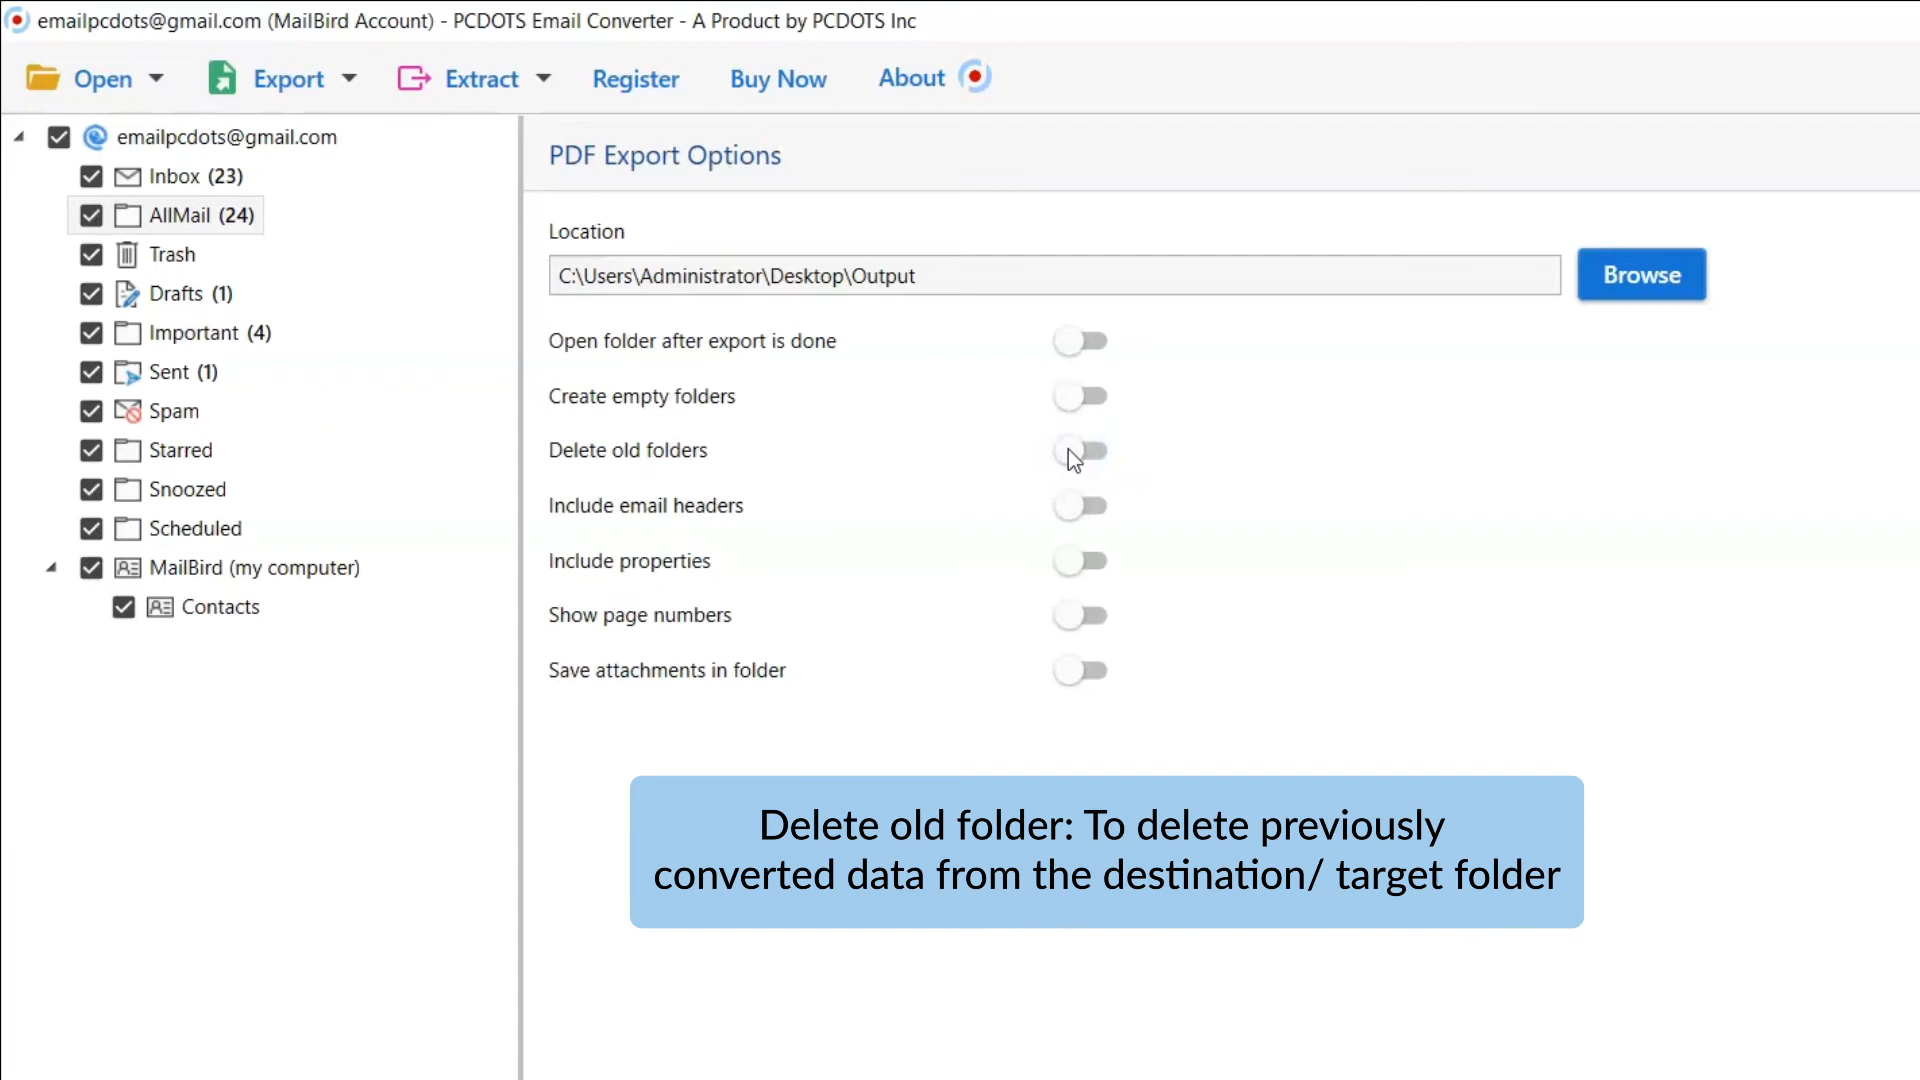 emailpcdots@gmail.com (MailBird Account) - PCDOTS Email Converter - A Product by PCDOTS Inc
Open Export Extract Register Buy Now About
emailpcdots@gmail.com
Inbox (23)
AllMail (24)
Trash
Drafts (1)
Important (4)
Sent (1)
Spam
Starred
Snoozed
Scheduled
MailBird (my computer)
Contacts
PDF Export Options
Location
C:\Users\Administrator\Desktop\Output
Browse
Open folder after export is done
Create empty folders
Delete old folders
Include email headers
Include properties
Show page numbers
Save attachments in folder
Delete old folder: To delete previously
converted data from the destination/ target folder